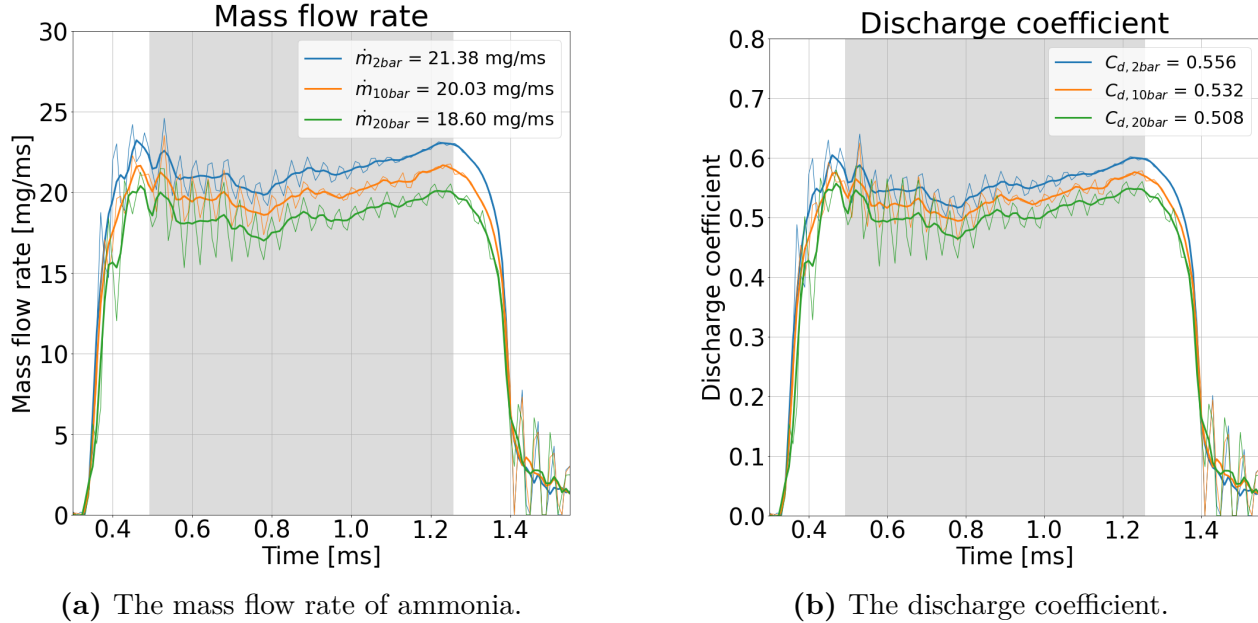 Mass flow rate
30
25
20
15
10
5
0
Mass flow rate [mg/ms]
ṁ2bar = 21.38 mg/ms
ṁ10bar = 20.03 mg/ms
ṁ20bar = 18.60 mg/ms
0.4 0.6 0.8 1.0 1.2 1.4
Time [ms]
(a) The mass flow rate of ammonia.
Discharge coefficient
0.8
0.7
0.6
0.5
0.4
0.3
0.2
0.1
0.0
Discharge coefficient
Cd,2bar = 0.556
Cd,10bar = 0.532
Cd,20bar = 0.508
0.4 0.6 0.8 1.0 1.2 1.4
Time [ms]
(b) The discharge coefficient.